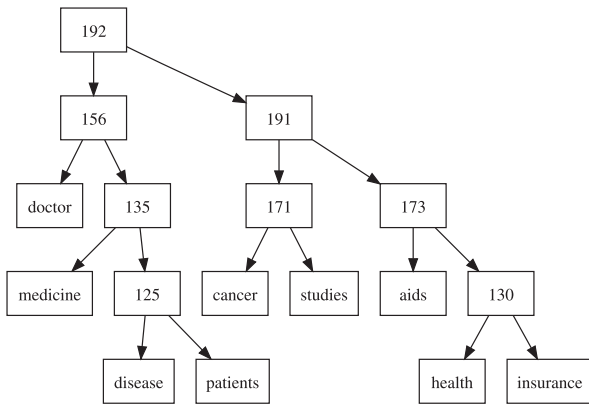 192
156
191
doctor
135
171
173
medicine
125
cancer
studies
aids
130
disease
patients
health
insurance